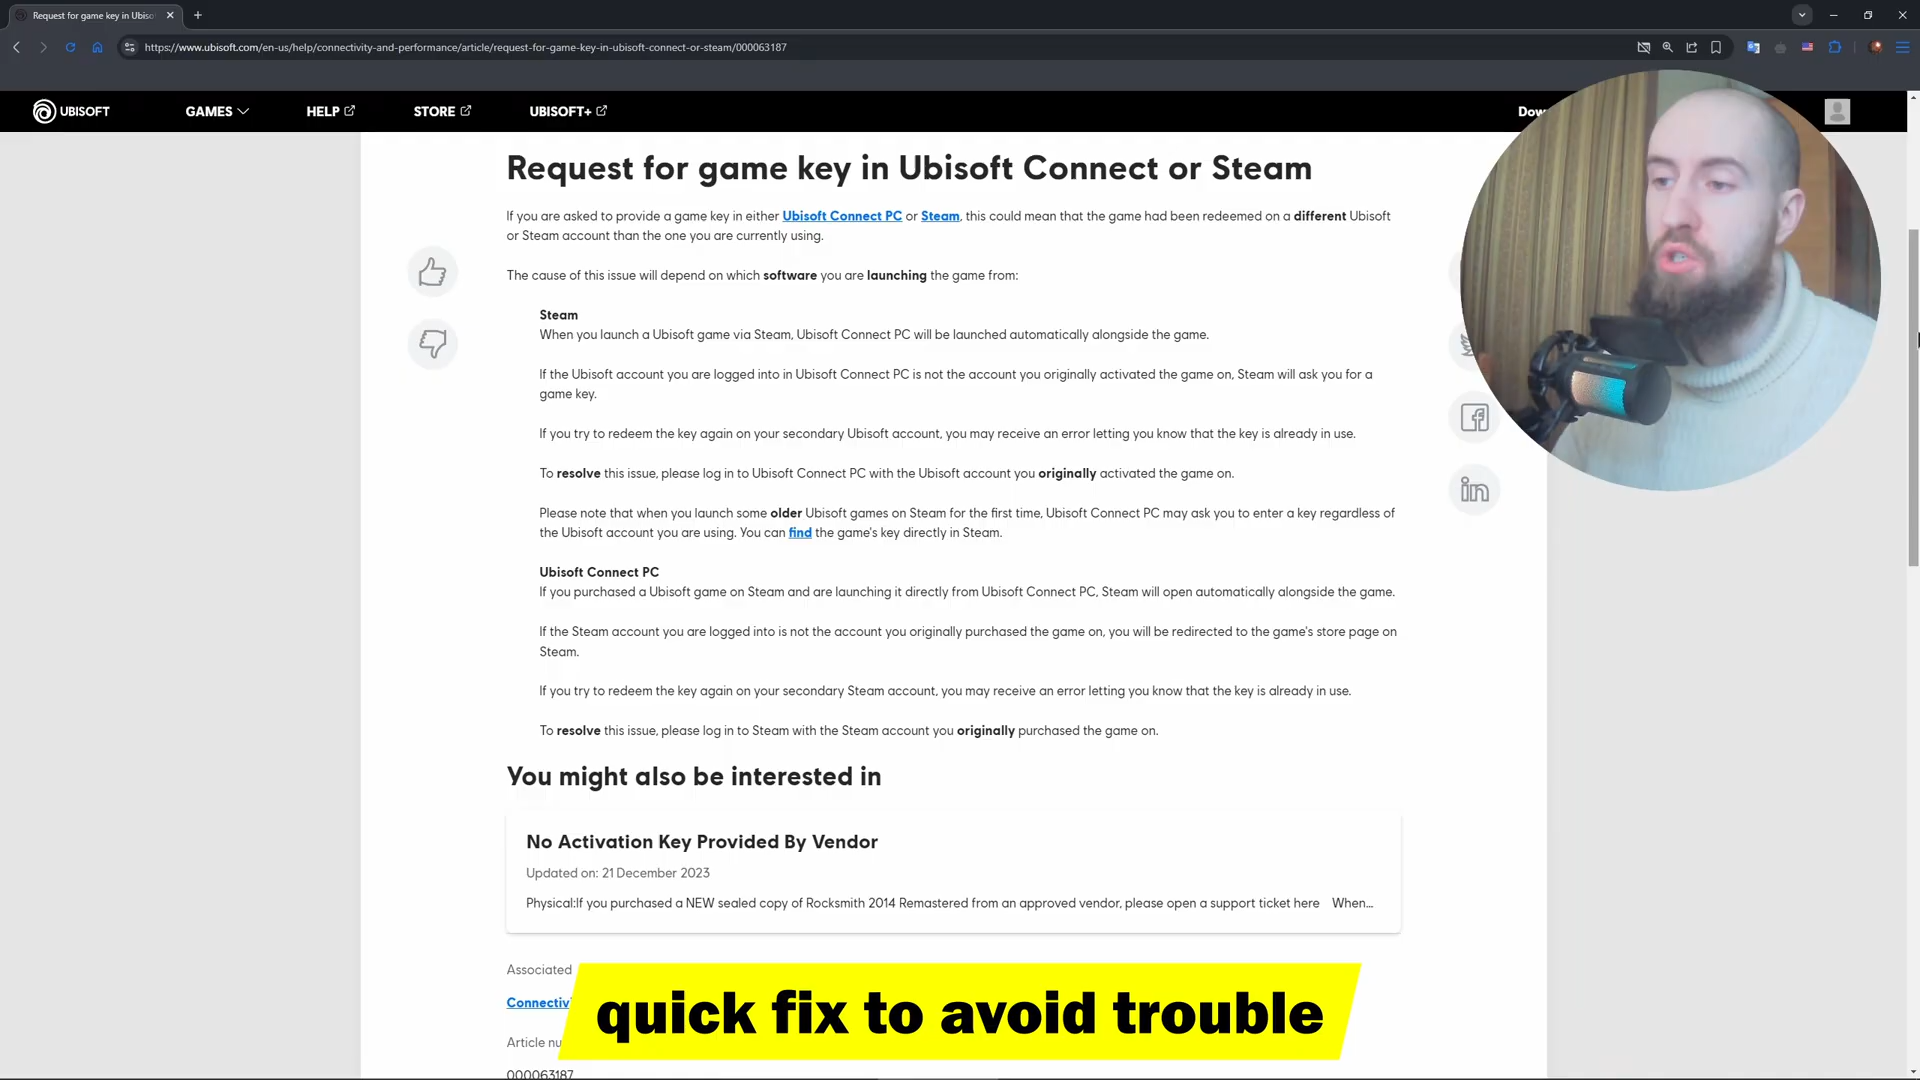 Request for game key in Ubiso
https://www.ubisoft.com/en-us/help/connectivity-and-performance/article/request-for-game-key-in-ubisoft-connect-or-steam/000063187
UBISOFT
GAMES
HELP
STORE
UBISOFT+
Request for game key in Ubisoft Connect or Steam
If you are asked to provide a game key in either Ubisoft Connect PC or Steam, this could mean that the game had been redeemed on a different Ubisoft
or Steam account than the one you are currently using.
The cause of this issue will depend on which software you are launching the game from:
Steam
When you launch a Ubisoft game via Steam, Ubisoft Connect PC will be launched automatically alongside the game.
If the Ubisoft account you are logged into in Ubisoft Connect PC is not the account you originally activated the game on, Steam will ask you for a
game key.
If you try to redeem the key again on your secondary Ubisoft account, you may receive an error letting you know that the key is already in use.
To resolve this issue, please log in to Ubisoft Connect PC with the Ubisoft account you originally activated the game on.
Please note that when you launch some older Ubisoft games on Steam for the first time, Ubisoft Connect PC may ask you to enter a key regardless of
the Ubisoft account you are using. You can find the game's key directly in Steam.
Ubisoft Connect PC
If you purchased a Ubisoft game on Steam and are launching it directly from Ubisoft Connect PC, Steam will open automatically alongside the game.
If the Steam account you are logged into is not the account you originally purchased the game on, you will be redirected to the game's store page on
Steam.
If you try to redeem the key again on your secondary Steam account, you may receive an error letting you know that the key is already in use.
To resolve this issue, please log in to Steam with the Steam account you originally purchased the game on.
You might also be interested in
No Activation Key Provided By Vendor
Updated on: 21 December 2023
Physical:If you purchased a NEW sealed copy of Rocksmith 2014 Remastered from an approved vendor, please open a support ticket here When...
Associated
Connectiv
Article nu
000063187
quick fix to avoid trouble